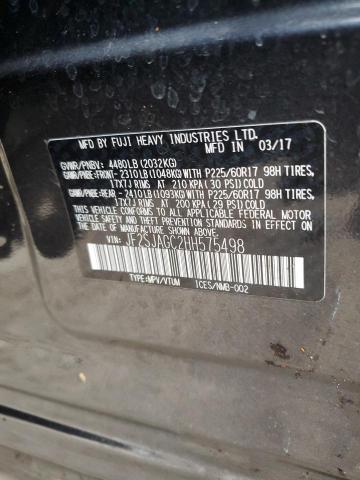 MFD BY FUJI HEAVY INDUSTRIES LTD.
MFD IN 03/17
GVWR/PNBV: 4480LB (2032KG)
GAWR/PNBE:FRONT- 2310LB(1048KG)WITH P225/60R17 98H TIRES,
17X7J RIMS AT 210 KPA (30 PSI)COLD
GAWR/PNBE:REAR -2410LB(1093KG)WITH P225/60R17 98H TIRES,
17X7J RIMS AT 200 KPA (29 PSI)COLD
THIS VEHICLE CONFORMS TO ALL APPLICABLE FEDERAL MOTOR
VEHICLE SAFETY, BUMPER, AND THEFT PREVENTION STANDARDS
IN EFFECT ON THE DATE OF MANUFACTURE SHOWN ABOVE.
VIN: JF2SJAGC2HH575498
TYPE:MPV/VTUM ICES/NMB-002